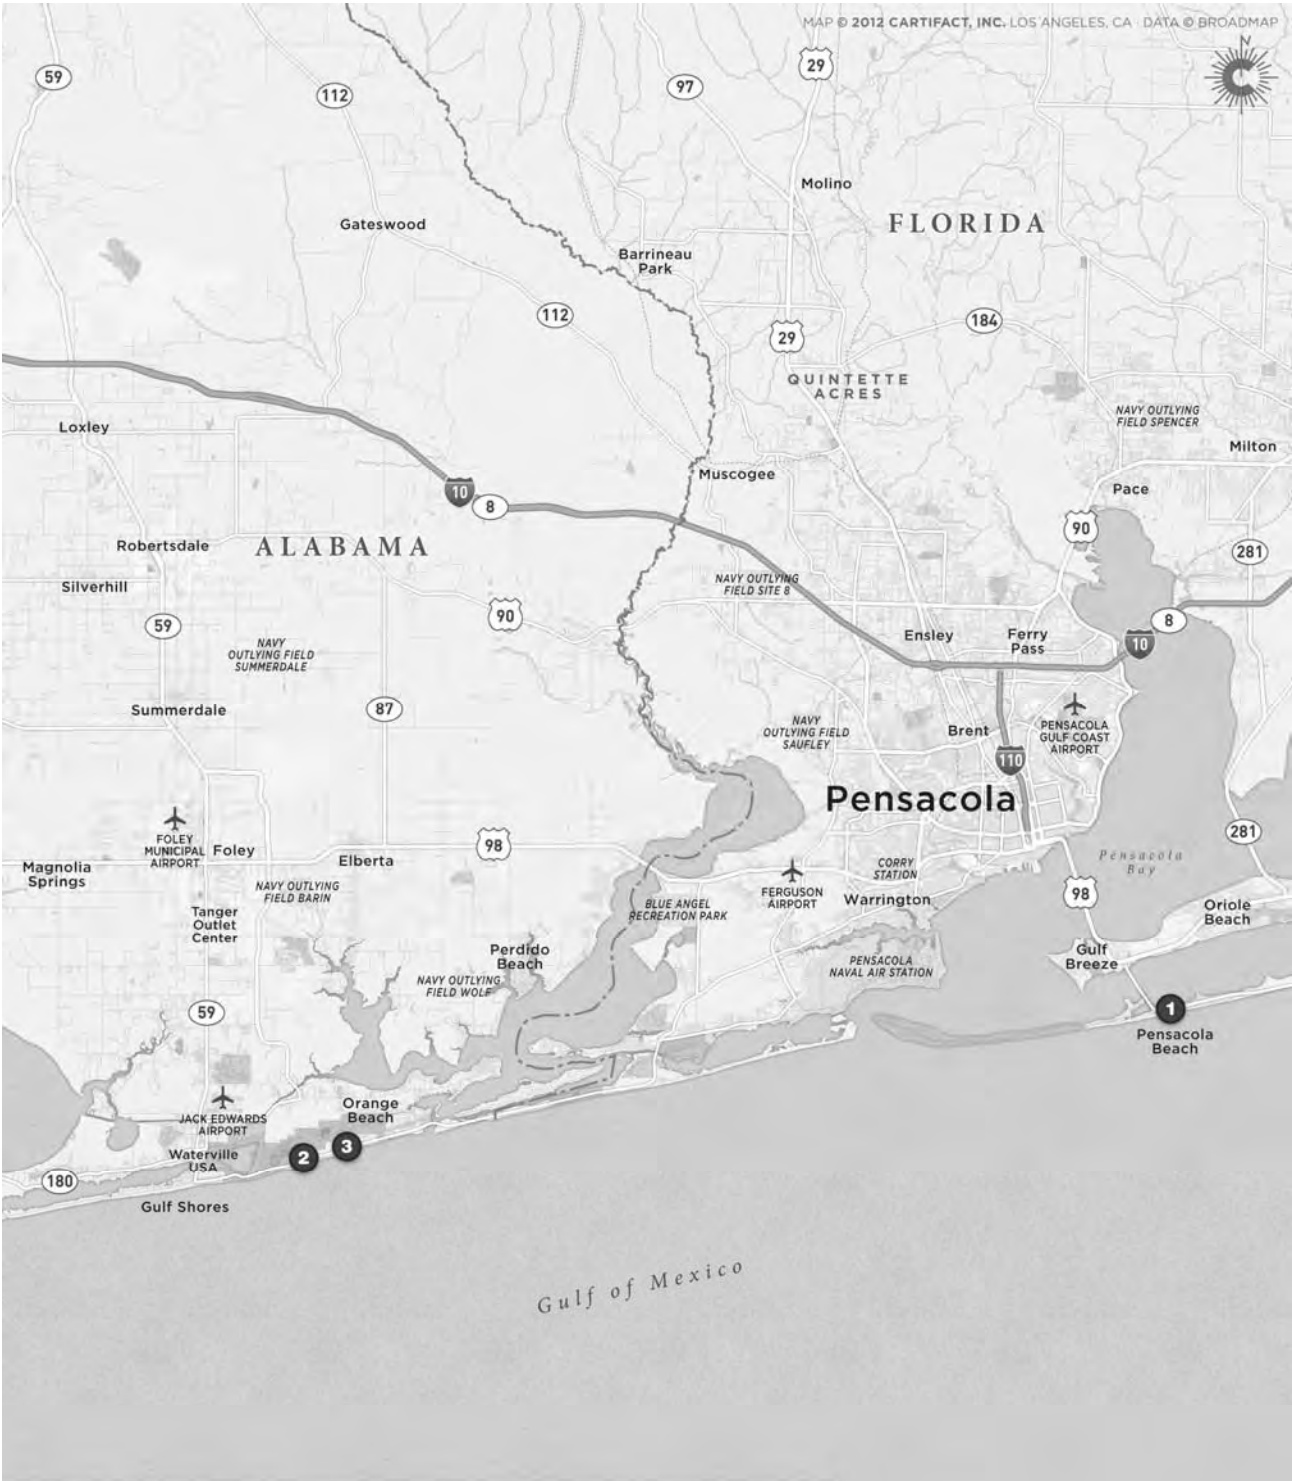 MAP © 2012 CARTIFACT, INC. LOS ANGELES, CA · DATA © BROADMAP
N
C
59
112
97
29
Molino
FLORIDA
Gateswood
Barrineau
Park
112
29
184
QUINTETTE
ACRES
NAVY OUTLYING
FIELD SPENCER
Loxley
Milton
Muscogee
Pace
10
8
90
Robertsdale
ALABAMA
281
Silverhill
NAVY OUTLYING
FIELD SITE 8
90
59
8
10
Ensley
Ferry
Pass
NAVY
OUTLYING FIELD
SUMMERDALE
Summerdale
87
NAVY
OUTLYING FIELD
SAUFLEY
Brent
PENSACOLA
GULF COAST
AIRPORT
110
Pensacola
FOLEY
MUNICIPAL
AIRPORT
Foley
98
281
Elberta
Magnolia
Springs
Pensacola
Bay
CORRY
STATION
NAVY OUTLYING
FIELD BARIN
FERGUSON
AIRPORT
Warrington
98
BLUE ANGEL
RECREATION PARK
Oriole
Beach
Tanger
Outlet
Center
Perdido
Beach
Gulf
Breeze
PENSACOLA
NAVAL AIR STATION
NAVY OUTLYING
FIELD WOLF
59
1
Pensacola
Beach
Orange
Beach
JACK EDWARDS
AIRPORT
Waterville
USA
2
3
180
Gulf Shores
Gulf of Mexico